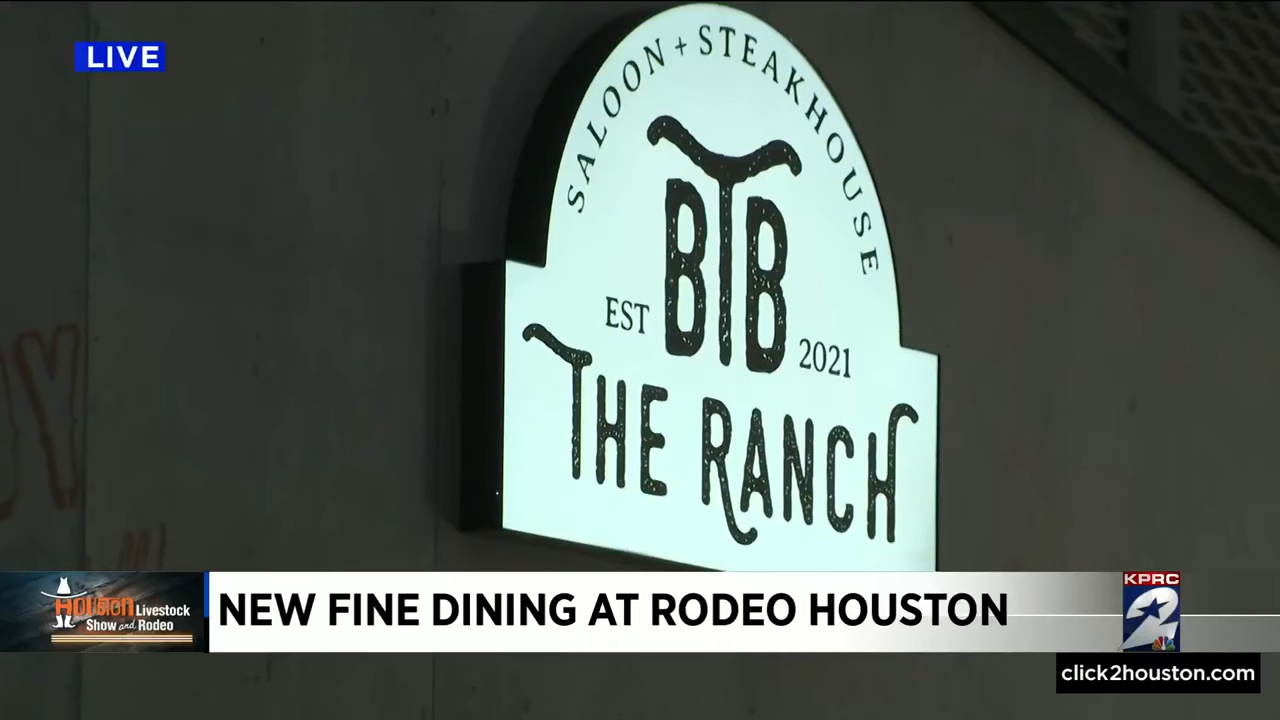 LIVE
SALOON + STEAKHOUSE
BTB
EST
2021
THE RANCH
Houston Livestock
Show and Rodeo
NEW FINE DINING AT RODEO HOUSTON
KPRC
2
click2houston.com